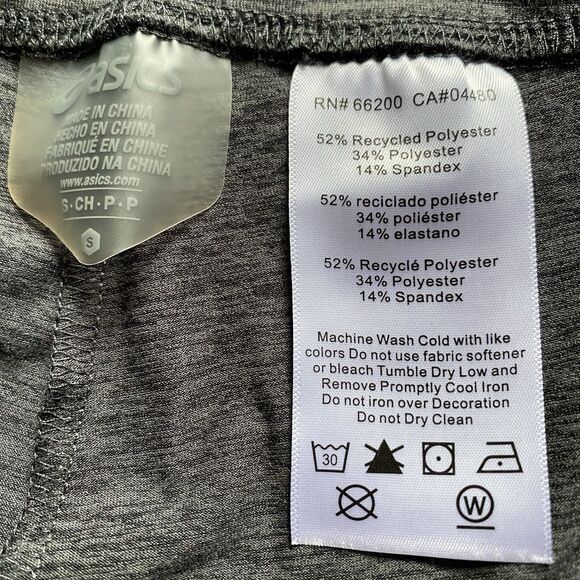 asics
MADE IN CHINA
HECHO EN CHINA
FABRIQUÉ EN CHINE
PRODUZIDO NA CHINA
www.asics.com
S·CH·P·P
S
RN# 66200 CA#04480
52% Recycled Polyester
34% Polyester
14% Spandex
52% reciclado poliéster
34% poliéster
14% elastano
52% Recyclé Polyester
34% Polyester
14% Spandex
Machine Wash Cold with like
colors Do not use fabric softener
or bleach Tumble Dry Low and
Remove Promptly Cool Iron
Do not iron over Decoration
Do not Dry Clean
30
W